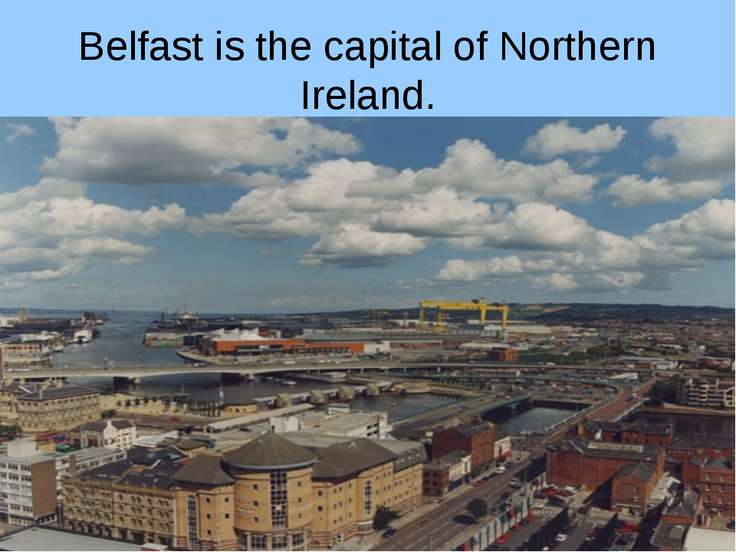 Belfast is the capital of Northern
Ireland.